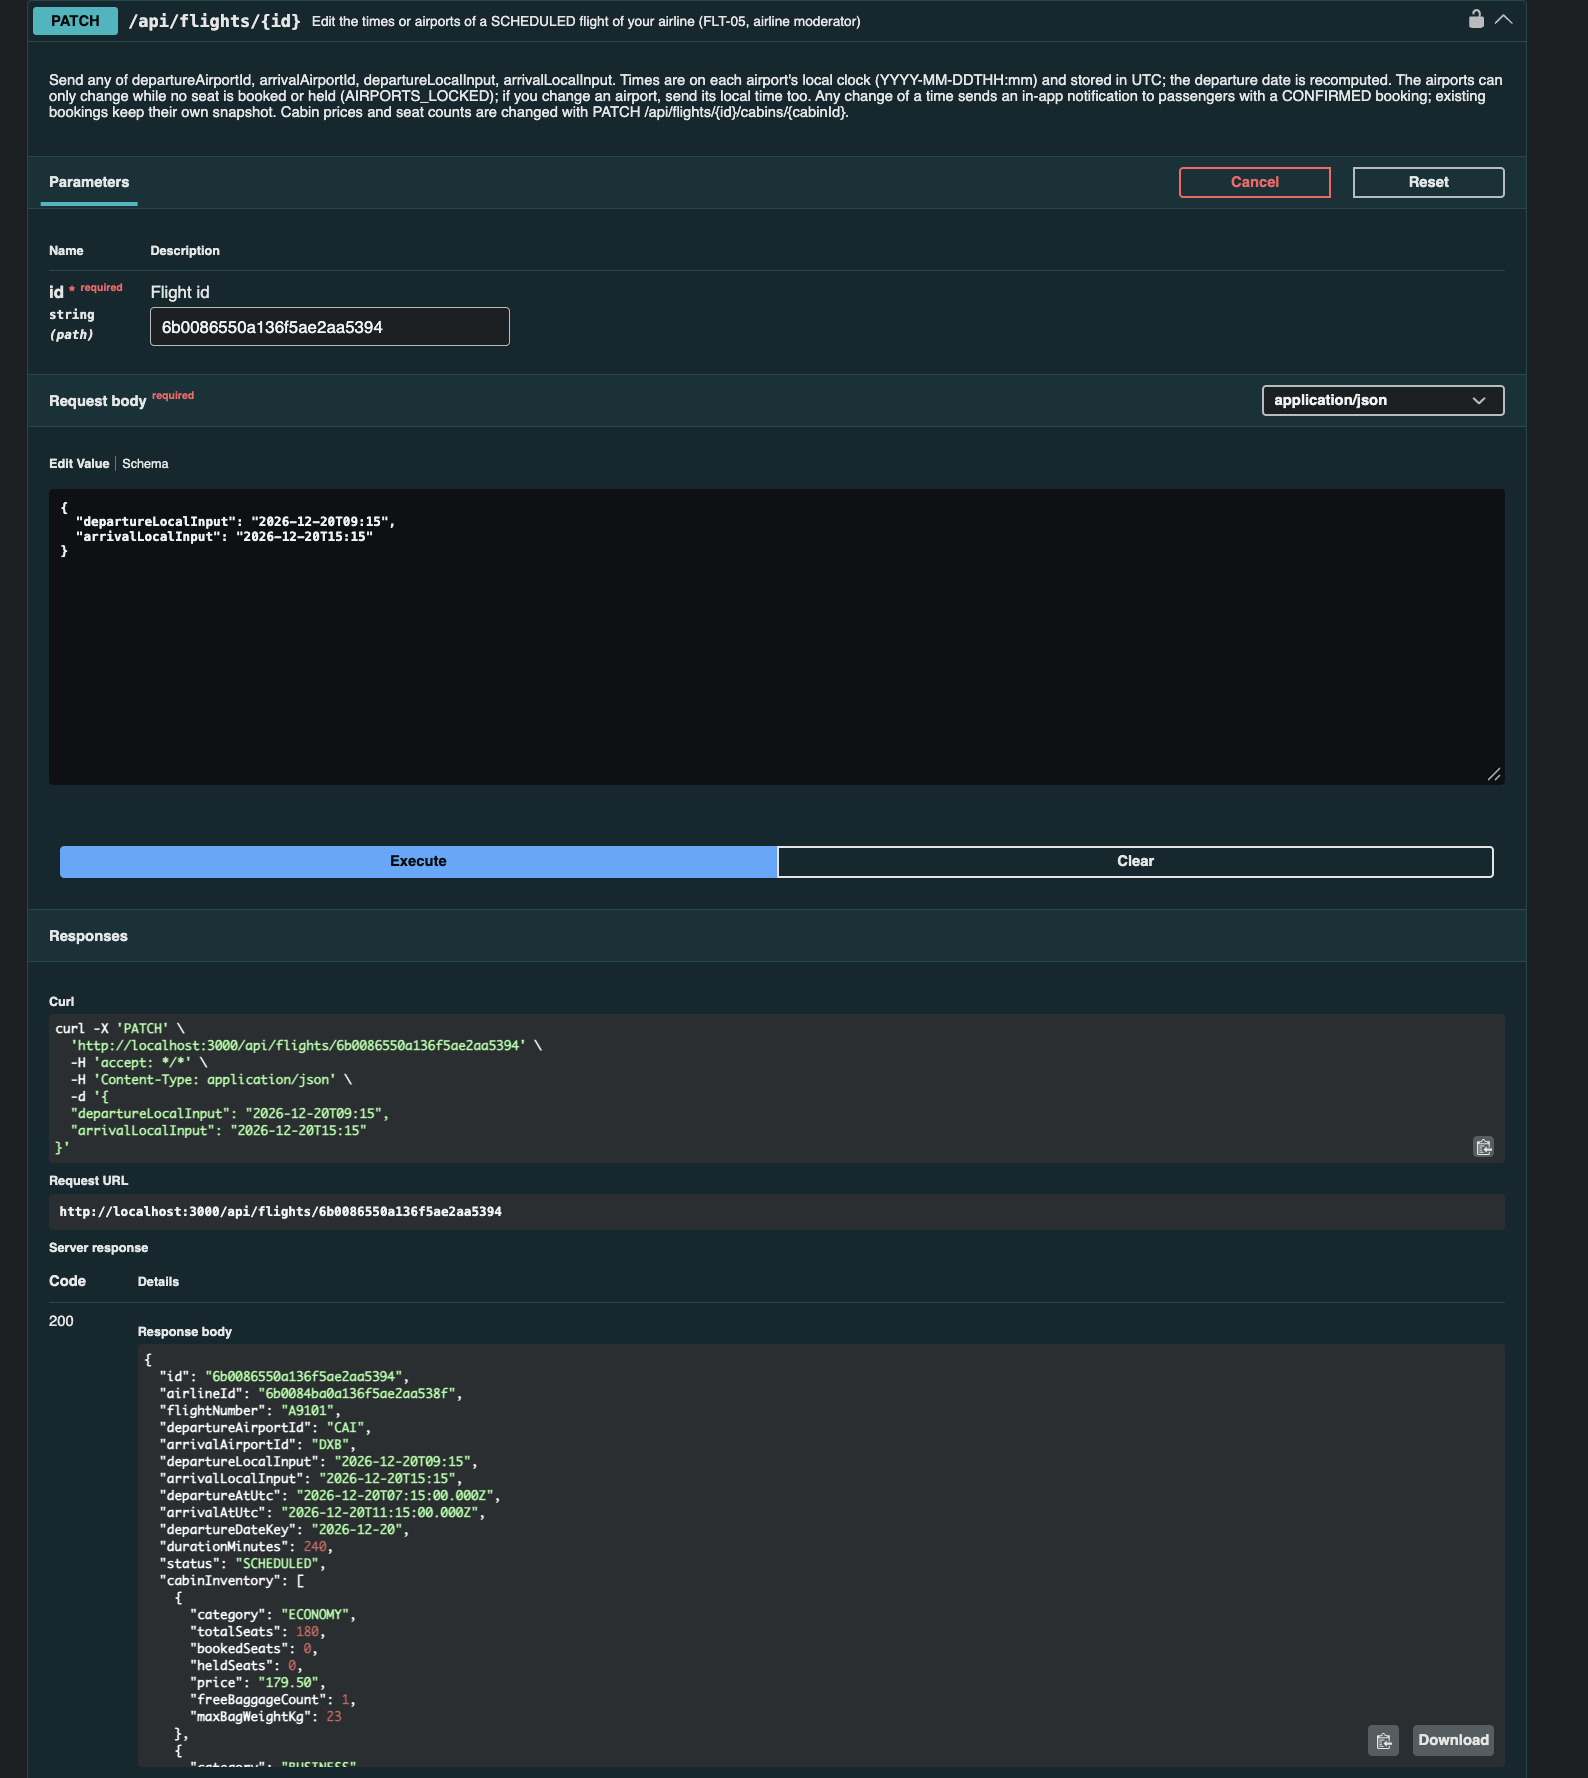 PATCH /api/flights/{id} Edit the times or airports of a SCHEDULED flight of your airline (FLT-05, airline moderator)
Send any of departureAirportId, arrivalAirportId, departureLocalInput, arrivalLocalInput. Times are on each airport's local clock (YYYY-MM-DDTHH:mm) and stored in UTC; the departure date is recomputed. The airports can
only change while no seat is booked or held (AIRPORTS_LOCKED); if you change an airport, send its local time too. Any change of a time sends an in-app notification to passengers with a CONFIRMED booking; existing
bookings keep their own snapshot. Cabin prices and seat counts are changed with PATCH /api/flights/{id}/cabins/{cabinId}.
Parameters Cancel Reset
Name Description
id * required Flight id
string 6b0086550a136f5ae2aa5394
(path)
Request body required application/json
Edit Value Schema
{
"departureLocalInput": "2026-12-20T09:15",
"arrivalLocalInput": "2026-12-20T15:15"
}
Execute Clear
Responses
Curl
curl -X 'PATCH' \
'http://localhost:3000/api/flights/6b0086550a136f5ae2aa5394' \
-H 'accept: */*' \
-H 'Content-Type: application/json' \
-d '{
"departureLocalInput": "2026-12-20T09:15",
"arrivalLocalInput": "2026-12-20T15:15"
}'
Request URL
http://localhost:3000/api/flights/6b0086550a136f5ae2aa5394
Server response
Code Details
200
Response body
{
"id": "6b0086550a136f5ae2aa5394",
"airlineId": "6b0084ba0a136f5ae2aa538f",
"flightNumber": "A9101",
"departureAirportId": "CAI",
"arrivalAirportId": "DXB",
"departureLocalInput": "2026-12-20T09:15",
"arrivalLocalInput": "2026-12-20T15:15",
"departureAtUtc": "2026-12-20T07:15:00.000Z",
"arrivalAtUtc": "2026-12-20T11:15:00.000Z",
"departureDateKey": "2026-12-20",
"durationMinutes": 240,
"status": "SCHEDULED",
"cabinInventory": [
{
"category": "ECONOMY",
"totalSeats": 180,
"bookedSeats": 0,
"heldSeats": 0,
"price": "179.50",
"freeBaggageCount": 1,
"maxBagWeightKg": 23
},
{
"category": "BUSINESS"
Download